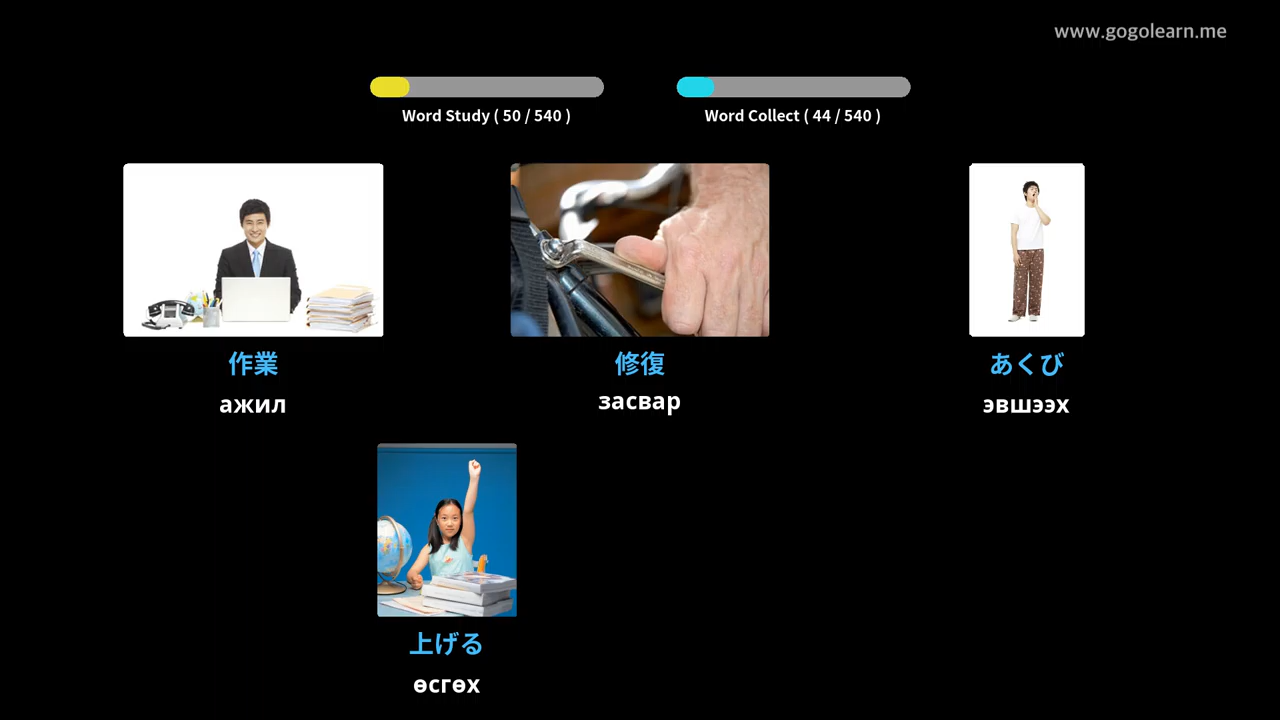 www.gogolearn.me
Word Study ( 50 / 540 )
Word Collect ( 44 / 540 )
作業
修復
あくび
ажил
засвар
эвшээх
上げる
өсгөх